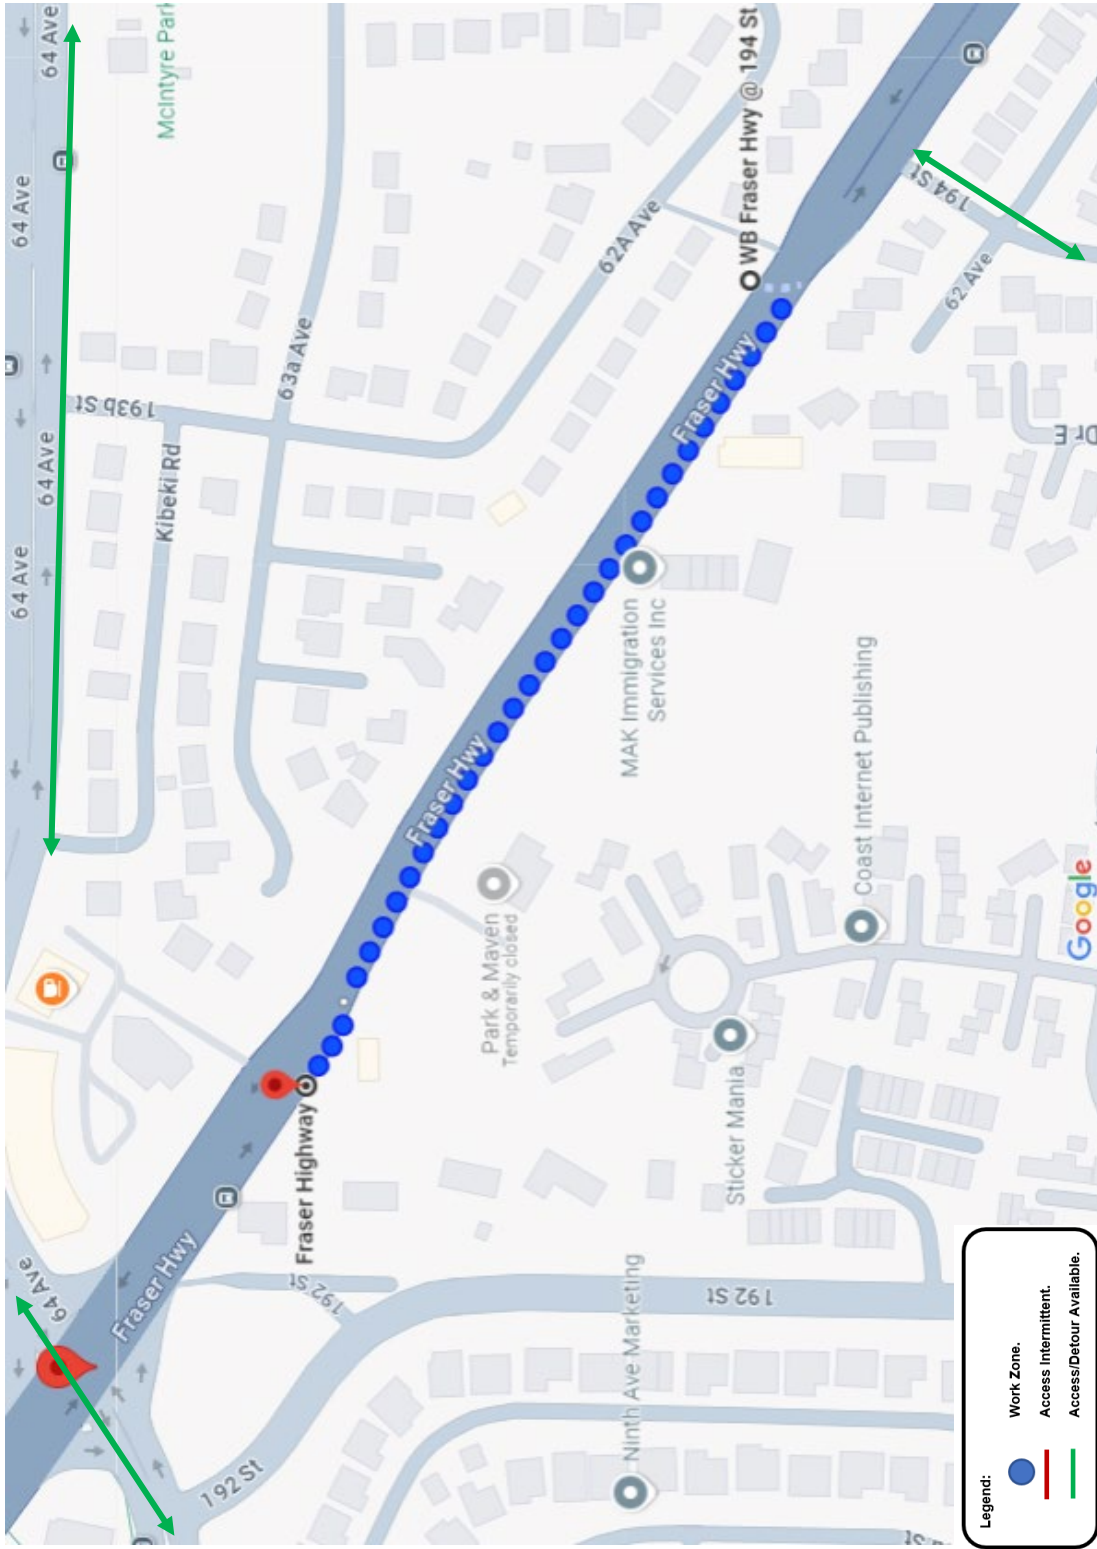 64 Ave
64 Ave
64 Ave
64 Ave
64 Ave
McIntyre Park
193b St
Kibeki Rd
Fraser Hwy
192 St
63a Ave
Fraser Highway
192 St
Fraser Hwy
Park & Maven
Temporarily closed
62A Ave
Ninth Ave Marketing
MAK Immigration
Services Inc
Fraser Hwy
Sticker Mania
192 St
WB Fraser Hwy @ 194 St
Coast Internet Publishing
194 St
62 Ave
Dr E
Google
Legend:
Work Zone.
Access Intermittent.
Access/Detour Available.